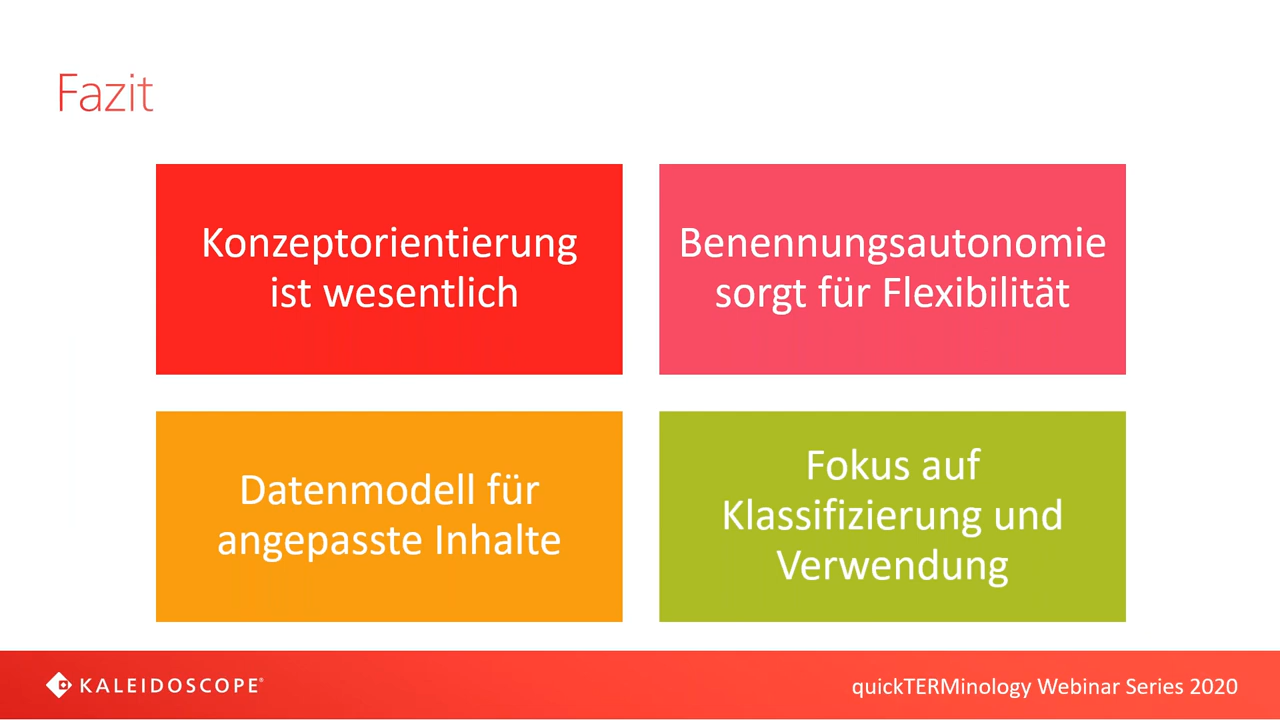 Fazit
Konzeptorientierung
ist wesentlich
Benennungsautonomie
sorgt für Flexibilität
Datenmodell für
angepasste Inhalte
Fokus auf
Klassifizierung und
Verwendung
KALEIDOSCOPE®
quickTERMinology Webinar Series 2020